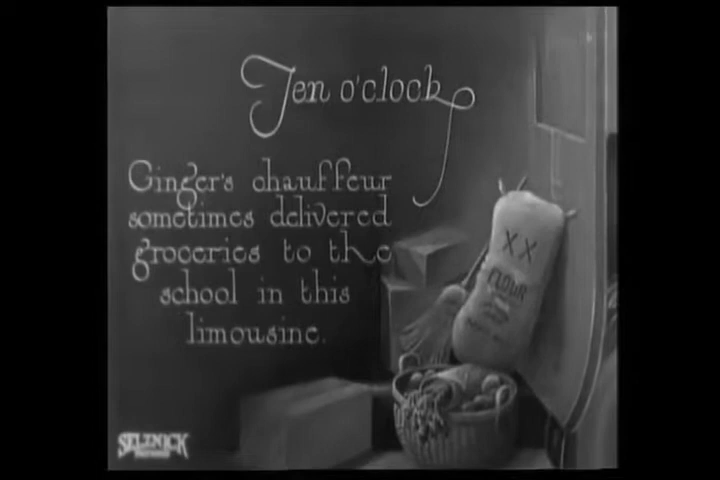 Ten o'clock
Ginger's chauffeur
sometimes delivered
groceries to the
school in this
limousine.
XX
FLOUR
SELZNICK